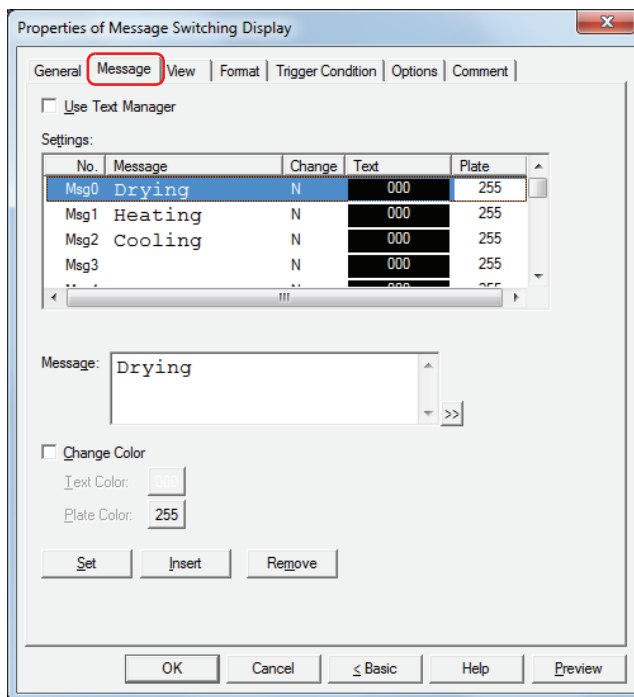 Properties of Message Switching Display
General Message View Format Trigger Condition Options Comment
Use Text Manager
Settings:
No. Message Change Text Plate
Msg0 Drying N 000 255
Msg1 Heating N 000 255
Msg2 Cooling N 000 255
Msg3 N 000 255
Message: Drying
>>
Change Color
Text Color: 000
Plate Color: 255
Set Insert Remove
OK Cancel < Basic Help Preview